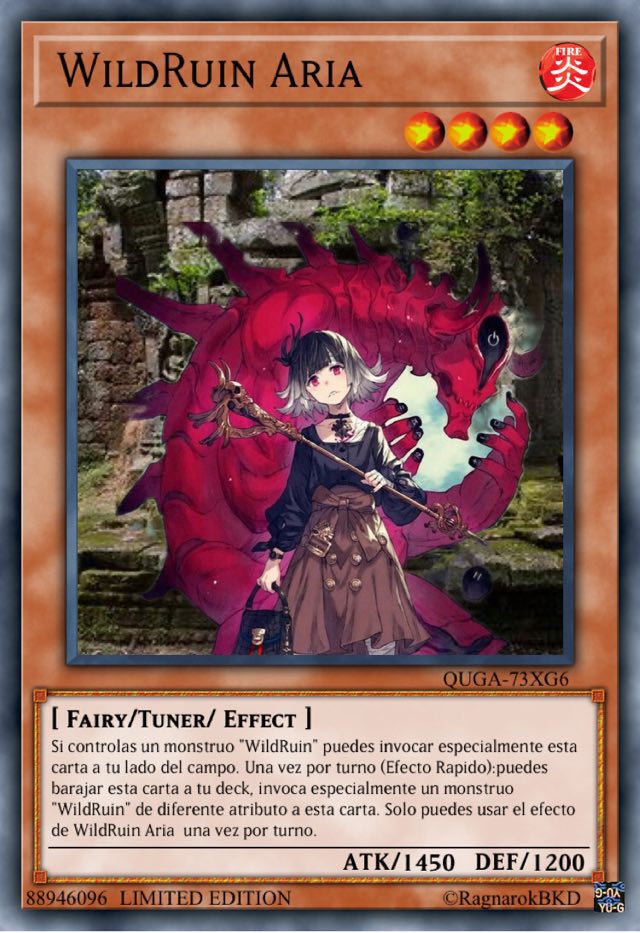 WildRuin Aria
FIRE
炎
QUGA-73XG6
[ Fairy/Tuner/ Effect ]
Si controlas un monstruo "WildRuin" puedes invocar especialmente esta
carta a tu lado del campo. Una vez por turno (Efecto Rapido):puedes
barajar esta carta a tu deck, invoca especialmente un monstruo
"WildRuin" de diferente atributo a esta carta. Solo puedes usar el efecto
de WildRuin Aria una vez por turno.
ATK/1450 DEF/1200
88946096 LIMITED EDITION ©RagnarokBKD